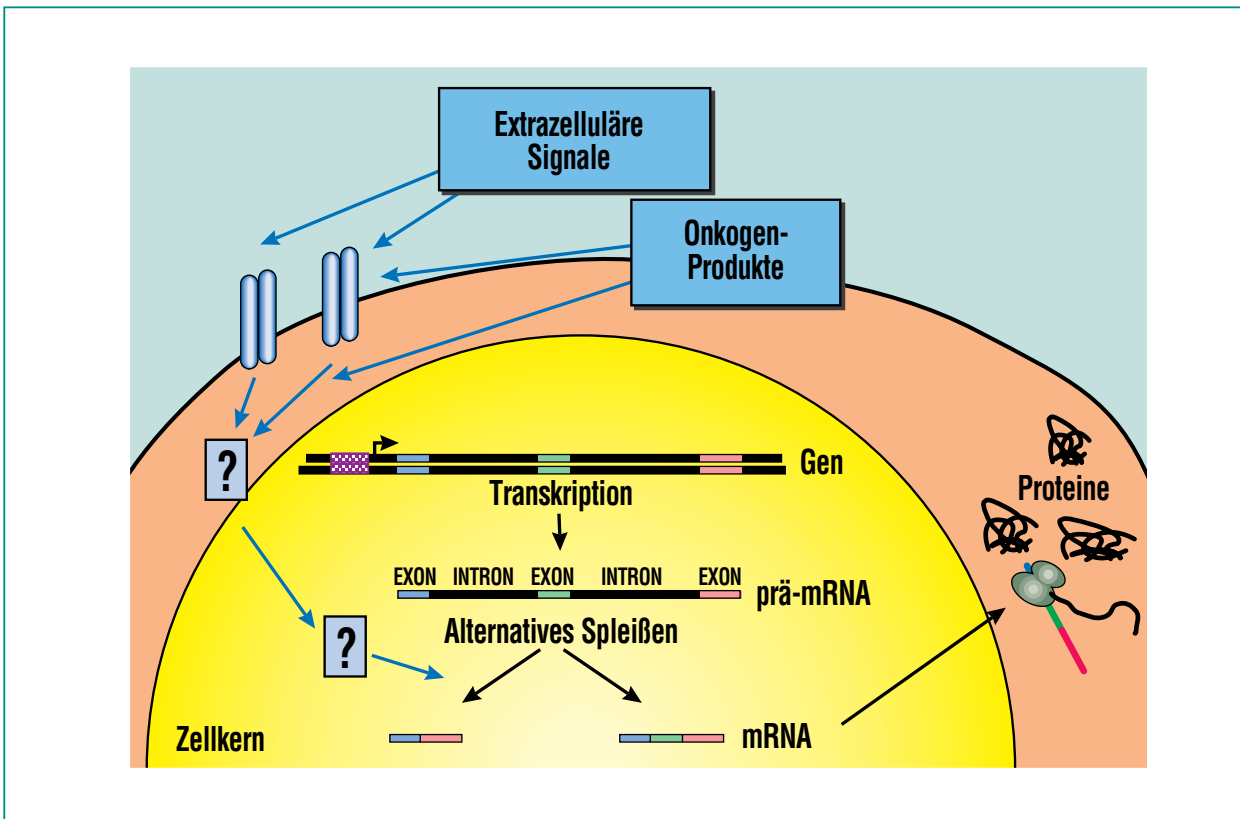 Extrazelluläre
Signale
Onkogen-
Produkte
?
Gen
Transkription
Proteine
EXON INTRON EXON INTRON EXON
prä-mRNA
Alternatives Spleißen
?
Zellkern
mRNA